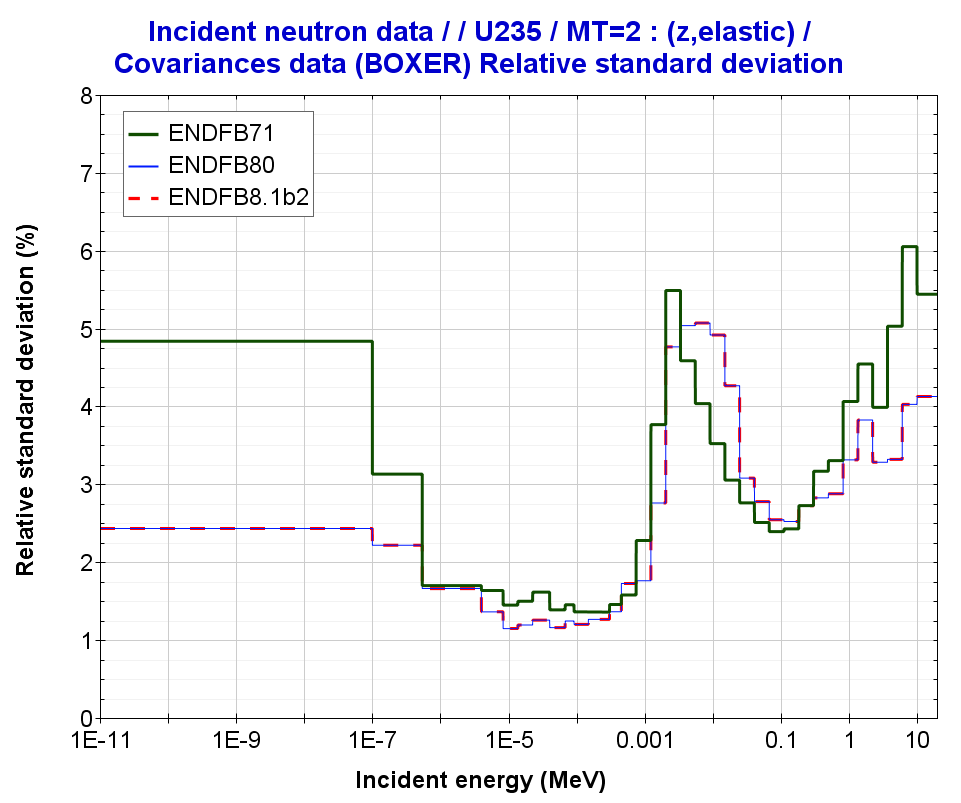 Incident neutron data / / U235 / MT=2 : (z,elastic) /
Covariances data (BOXER) Relative standard deviation
8
7
6
5
4
3
2
1
0
ENDFB71
ENDFB80
ENDFB8.1b2
Relative standard deviation (%)
1E-11 1E-9 1E-7 1E-5 0.001 0.1 1 10
Incident energy (MeV)